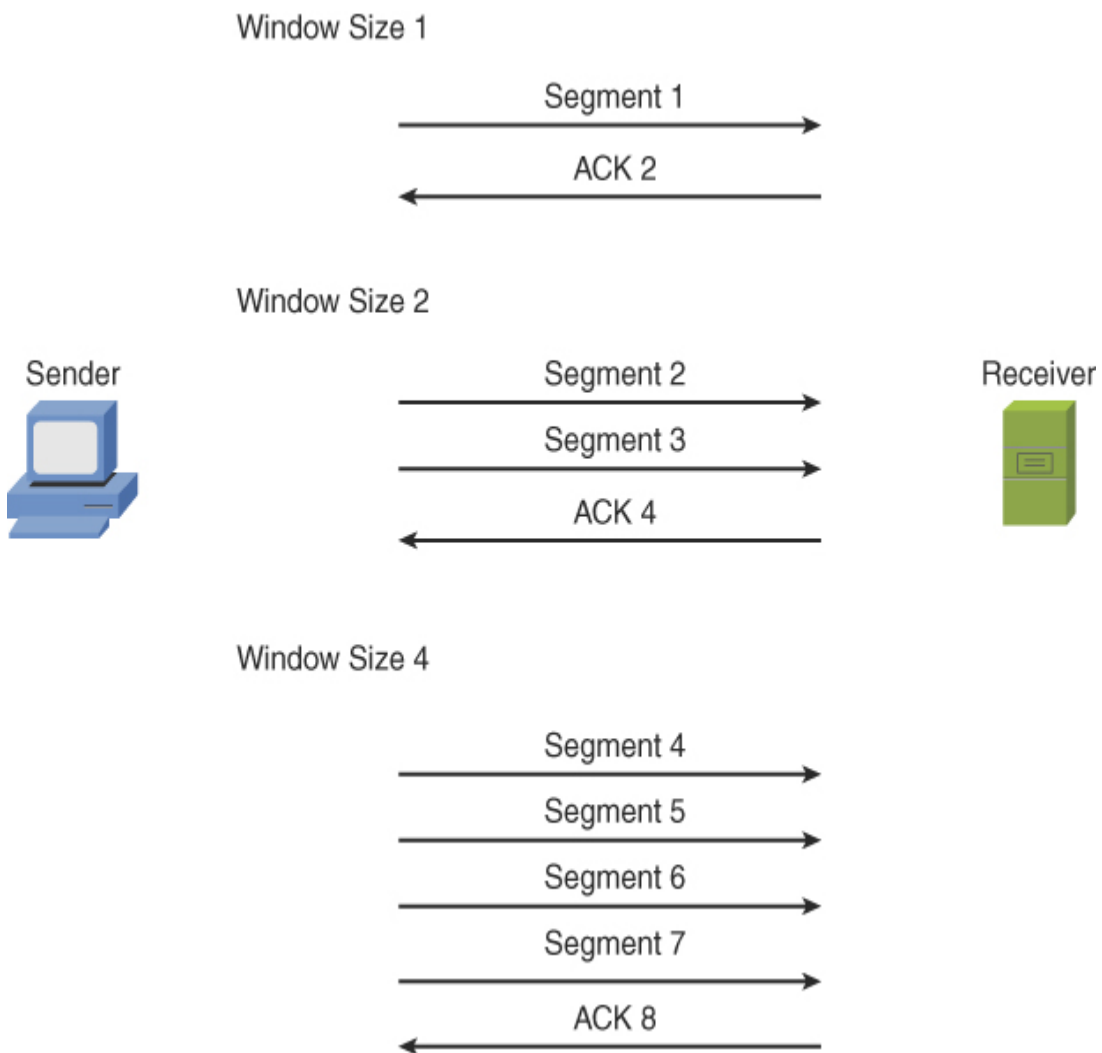 Window Size 1
Segment 1
ACK 2
Window Size 2
Sender
Segment 2
Receiver
Segment 3
ACK 4
Window Size 4
Segment 4
Segment 5
Segment 6
Segment 7
ACK 8